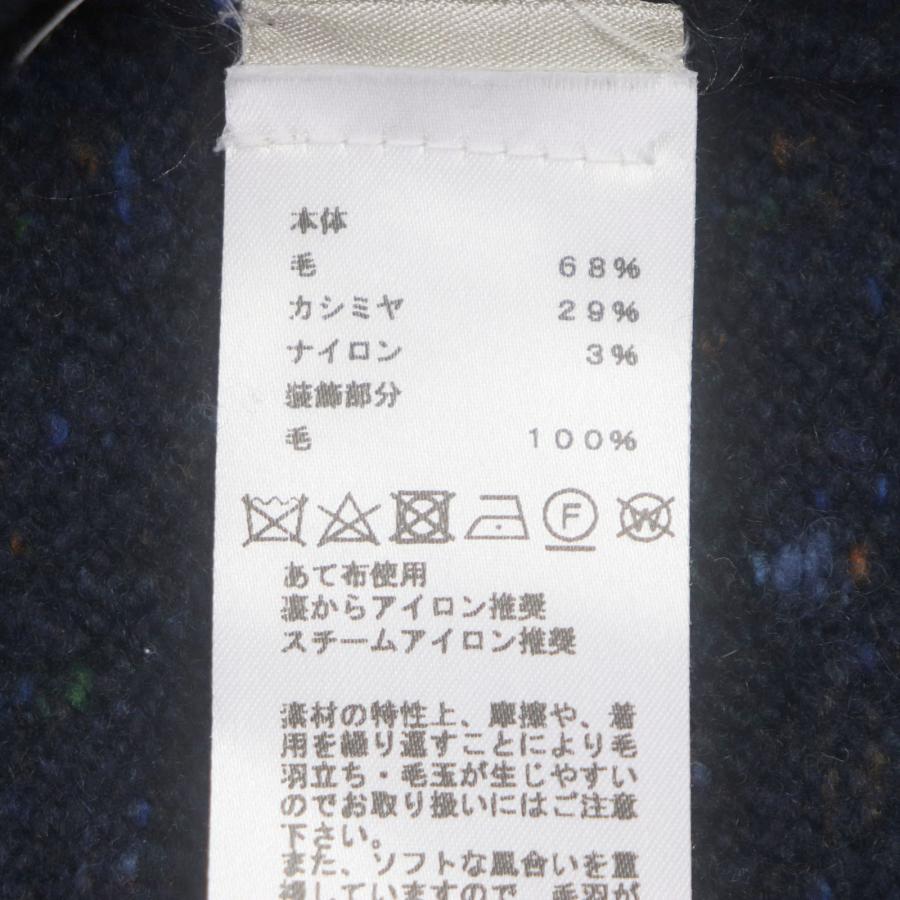 本体
毛 68%
カシミヤ 29%
ナイロン 3%
装飾部分
毛 100%
F W
あて布使用
裏からアイロン推奨
スチームアイロン推奨
素材の特性上、摩擦や、着
用を繰り返すことにより毛
羽立ち・毛玉が生じやすい
のでお取り扱いにはご注意
下さい。
また、ソフトな風合いを重
視していますので、毛羽が